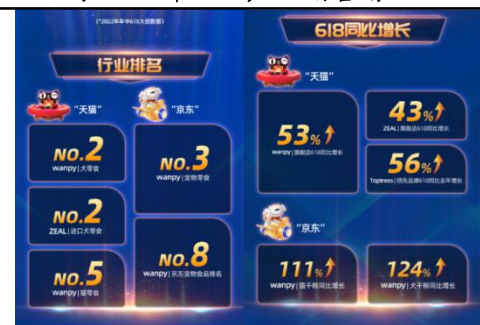 (*2022年年中618大促数据)
行业排名
"天猫"
"京东"
NO.2
wanpy|犬零食
NO.3
wanpy|宠物零食
NO.2
ZEAL|进口犬零食
NO.5
wanpy|猫零食
NO.8
wanpy|京东宠物食品排名
618同比增长
"天猫"
53%
wanpy|旗舰店618同比增长
43%
ZEAL|旗舰店618同比增长
56%
Toptrees|领先品牌618同比去年增长
"京东"
111%
wanpy|猫干粮同比增长
124%
wanpy|犬干粮同比增长